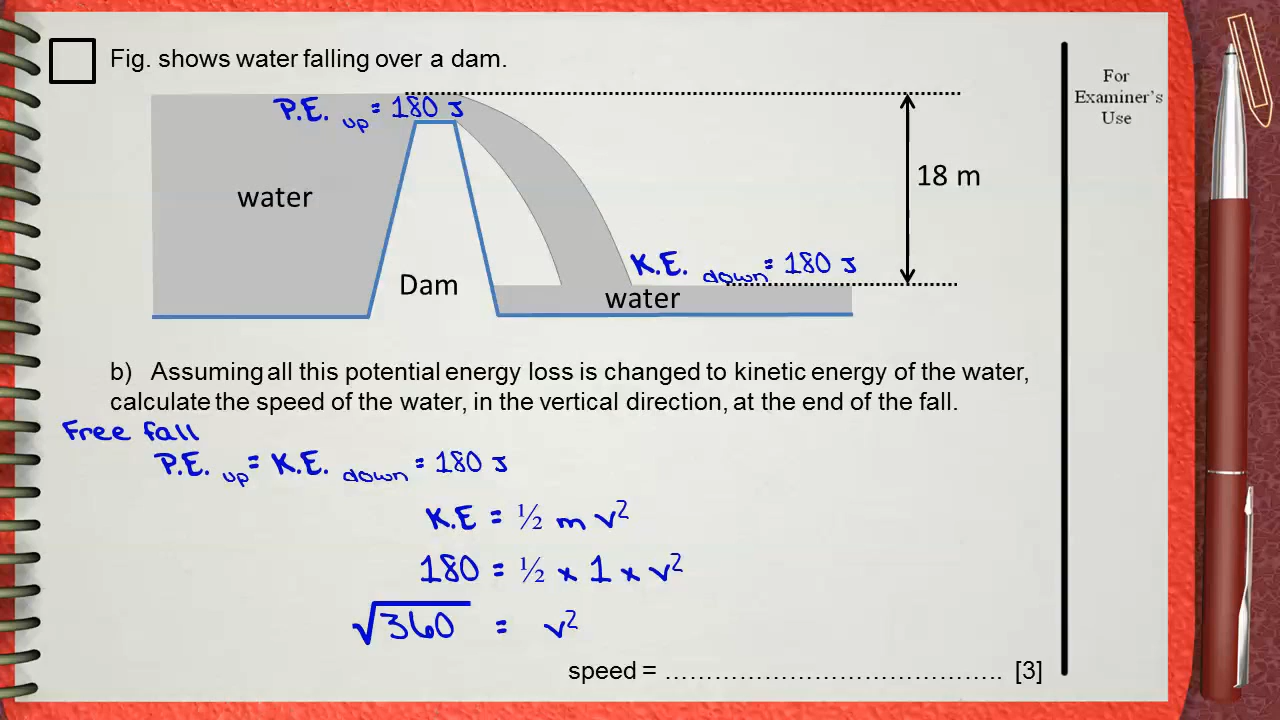 Fig. shows water falling over a dam.
For
Examiner's
Use
P.E. up = 180 J
18 m
water
K.E. down = 180 J
Dam
water
b) Assuming all this potential energy loss is changed to kinetic energy of the water,
calculate the speed of the water, in the vertical direction, at the end of the fall.
Free fall
P.E. up = K.E. down = 180 J
K.E = ½ m v²
180 = ½ x 1 x v²
√360 = v²
speed = …………………………………….. [3]